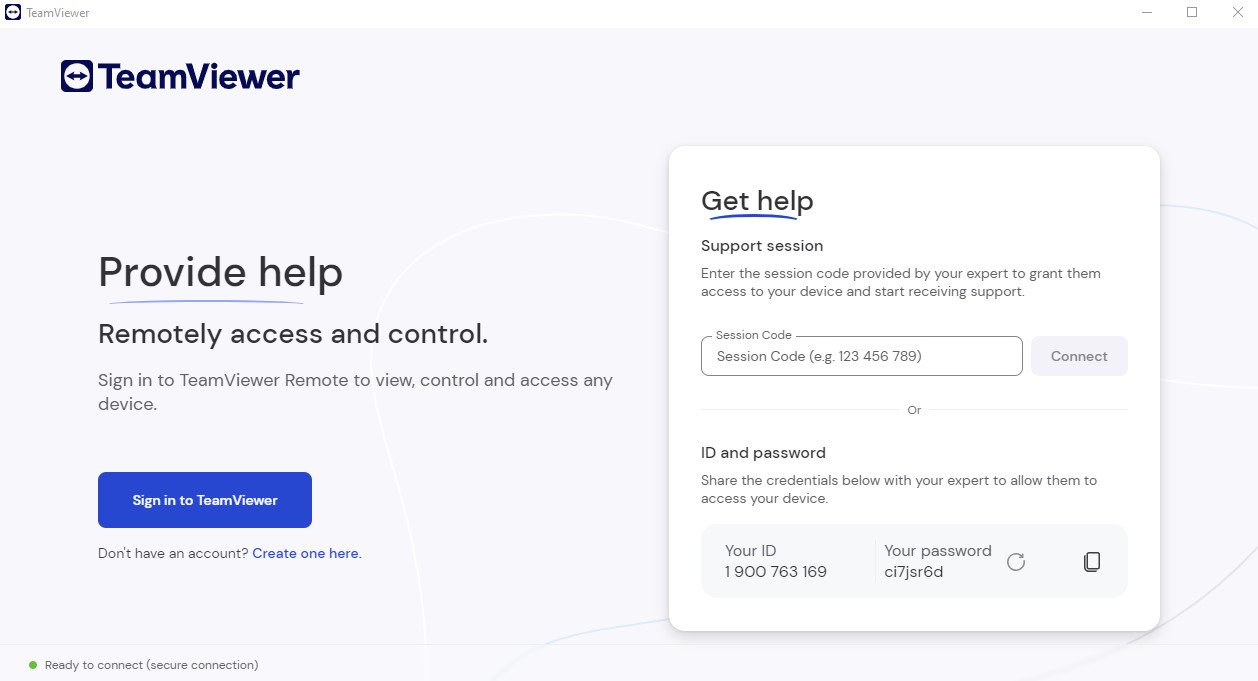 TeamViewer
TeamViewer
Provide help
Remotely access and control.
Sign in to TeamViewer Remote to view, control and access any
device.
Sign in to TeamViewer
Don't have an account? Create one here.
Get help
Support session
Enter the session code provided by your expert to grant them
access to your device and start receiving support.
Session Code
Session Code (e.g. 123 456 789)
Connect
Or
ID and password
Share the credentials below with your expert to allow them to
access your device.
Your ID
1 900 763 169
Your password
ci7jsr6d
Ready to connect (secure connection)